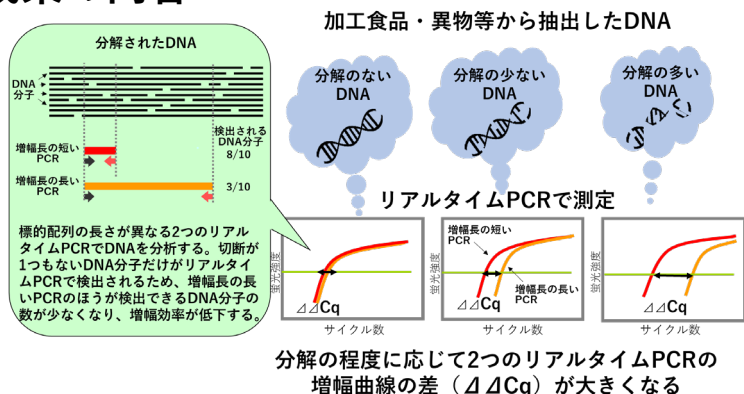 加工食品・異物等から抽出したDNA
分解されたDNA
DNA
分子
検出される
DNA分子
増幅長の短い
PCR
8/10
増幅長の長い
PCR
3/10
標的配列の長さが異なる2つのリアル
タイムPCRでDNAを分析する。切断が
1つもないDNA分子だけがリアルタイ
ムPCRで検出されるため、増幅長の長
いPCRのほうが検出できるDNA分子の
数が少なくなり、増幅効率が低下する。
分解のない
DNA
分解の少ない
DNA
分解の多い
DNA
リアルタイムPCRで測定
蛍光強度
⊿⊿Cq
サイクル数
増幅長の短い
PCR
増幅長の長い
PCR
蛍光強度
⊿⊿Cq
サイクル数
蛍光強度
⊿⊿Cq
サイクル数
分解の程度に応じて2つのリアルタイムPCRの
増幅曲線の差（⊿⊿Cq）が大きくなる